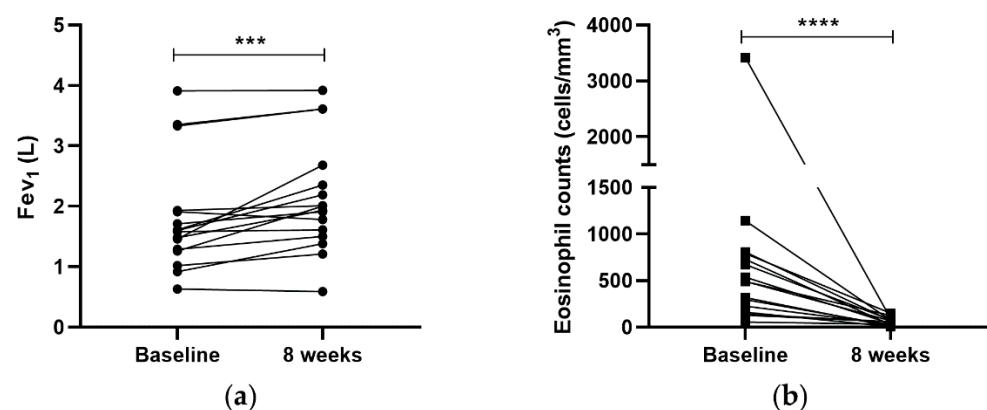 5
4
3
2
1
0
Fev₁ (L)
***
Baseline
8 weeks
(a)
4000
3000
2000
1500
1000
500
0
Eosinophil counts (cells/mm³)
****
Baseline
8 weeks
(b)